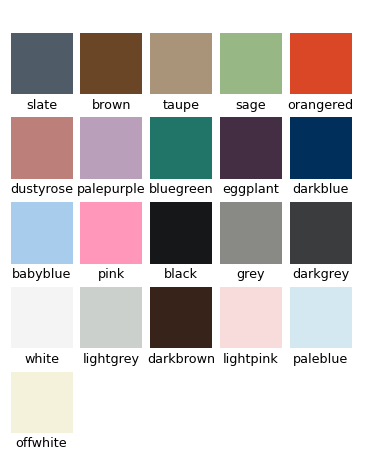 slate brown taupe sage orangered
dustyrose palepurple bluegreen eggplant darkblue
babyblue pink black grey darkgrey
white lightgrey darkbrown lightpink paleblue
offwhite